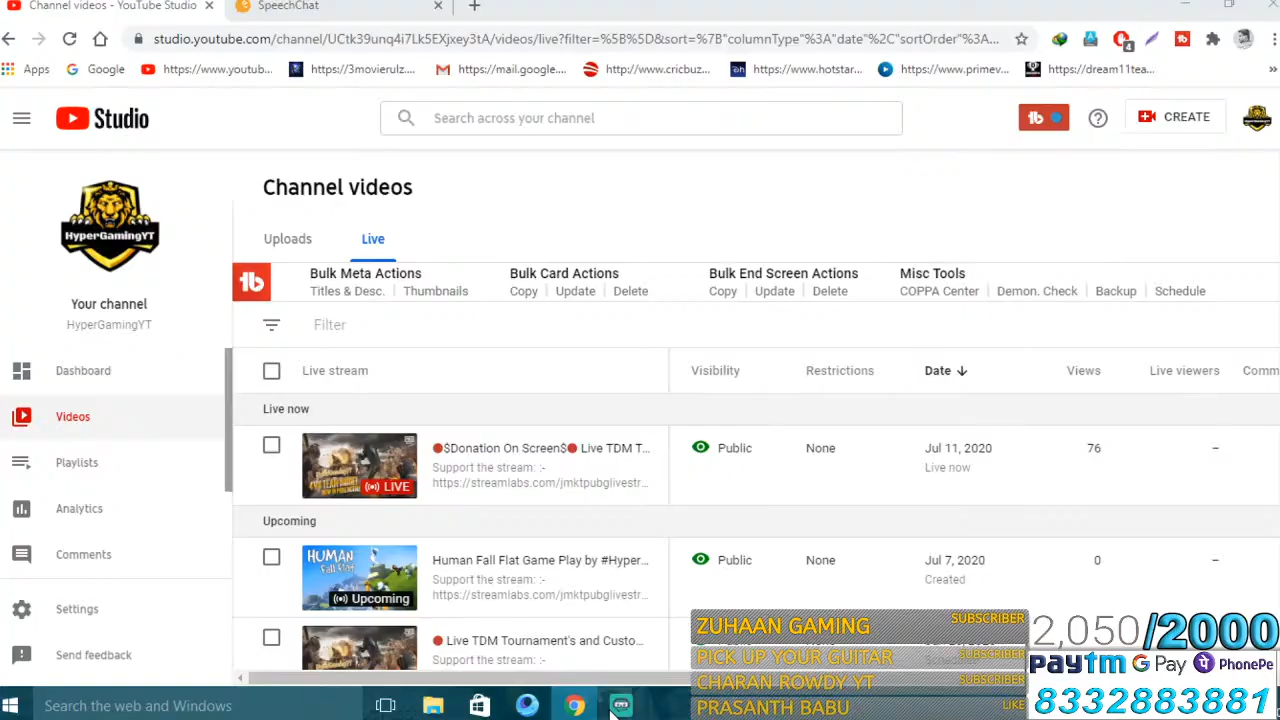 Channel videos - YouTube Studio
SpeechChat
studio.youtube.com/channel/UCtk39unq4i7Lk5EXjxey3tA/videos/live?filter=%5B%5D&sort=%7B"columnType"%3A"date"%2C"sortOrder"%3A...
4
Apps
Google
https://www.youtub...
https://3movierulz...
https://mail.google...
http://www.cricbuz...
https://www.hotstar...
https://www.primev...
https://dream11tea...
»
Studio
Search across your channel
CREATE
Channel videos
HyperGamingYT
Uploads
Live
Bulk Meta Actions
Bulk Card Actions
Bulk End Screen Actions
Misc Tools
Titles & Desc.
Thumbnails
Copy
Update
Delete
Copy
Update
Delete
COPPA Center
Demon. Check
Backup
Schedule
Your channel
HyperGamingYT
Filter
Dashboard
Live stream
Visibility
Restrictions
Date
Views
Live viewers
Comm
Live now
Videos
LIVE
$Donation On Screen$ Live TDM T...
Support the stream: :-
https://streamlabs.com/jmktpubglivestr...
Public
None
Jul 11, 2020
Live now
76
–
Playlists
Analytics
Upcoming
Comments
HUMAN
FALL FLAT
Upcoming
Human Fall Flat Game Play by #Hyper...
Support the stream: :-
https://streamlabs.com/jmktpubglivestr...
Public
None
Jul 7, 2020
Created
0
–
Settings
Live TDM Tournament's and Custo...
Support the stream: :-
Send feedback
ZUHAAN GAMING SUBSCRIBER
PICK UP YOUR GUITAR SUBSCRIBER
CHARAN ROWDY YT SUBSCRIBER
PRASANTH BABU LIKE
2,050/2000
paytm G Pay PhonePe
8332883881
Search the web and Windows